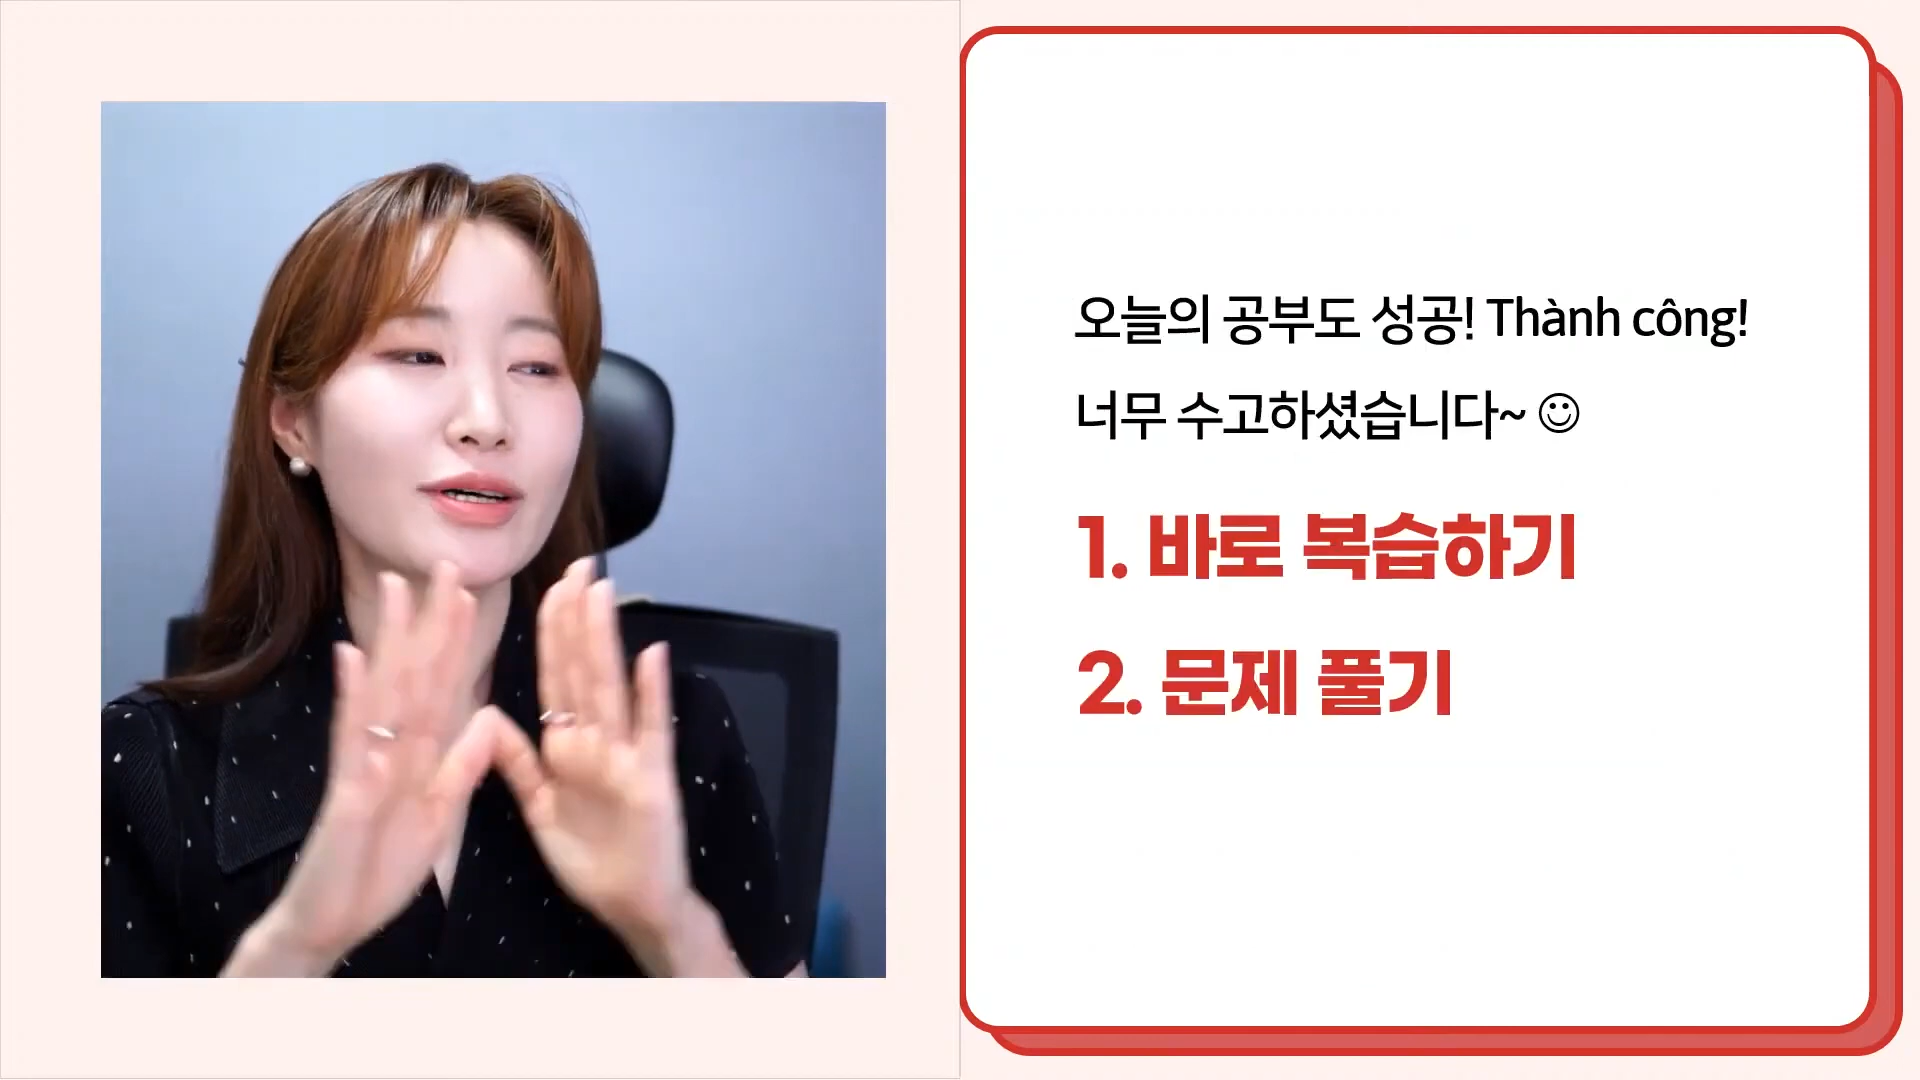 오늘의 공부도 성공! Thành công!
너무 수고하셨습니다~ ☺
1. 바로 복습하기
2. 문제 풀기